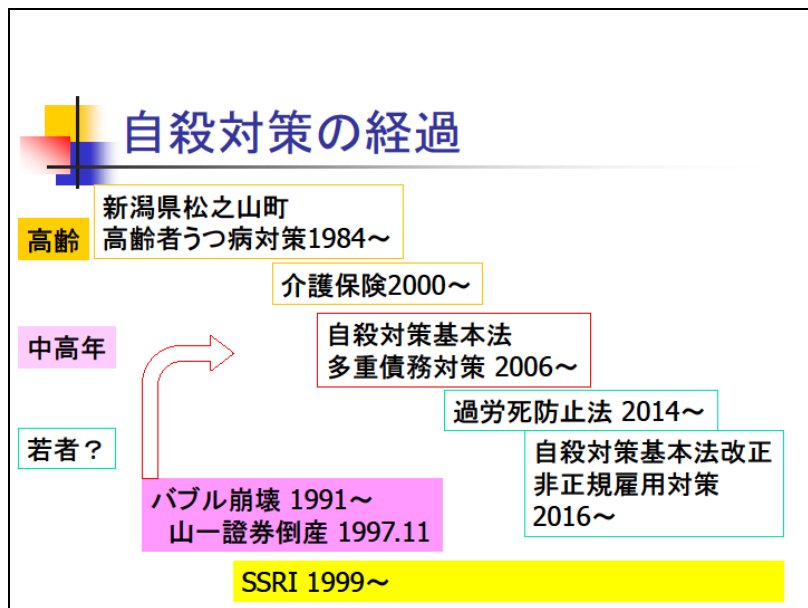 自殺対策の経過
新潟県松之山町
高齢者うつ病対策1984～
高齢
介護保険2000～
中高年
自殺対策基本法
多重債務対策 2006～
過労死防止法 2014～
若者？
自殺対策基本法改正
非正規雇用対策
2016～
バブル崩壊 1991～
山一證券倒産 1997.11
SSRI 1999～